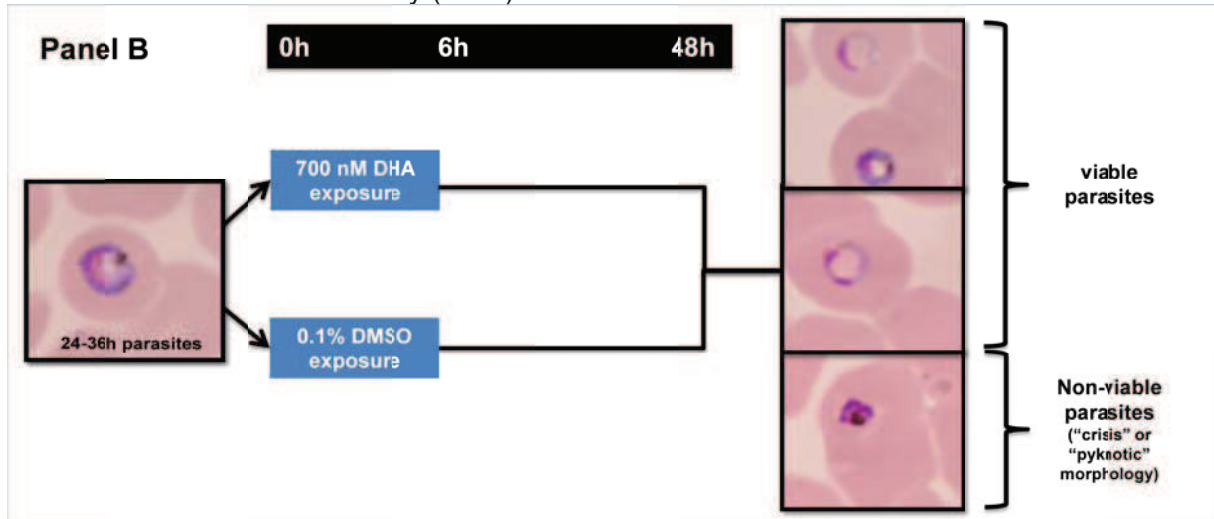 Panel B
0h 6h 48h
700 nM DHA
exposure
24-36h parasites
0.1% DMSO
exposure
viable
parasites
Non-viable
parasites
("crisis" or
"pyknotic"
morphology)